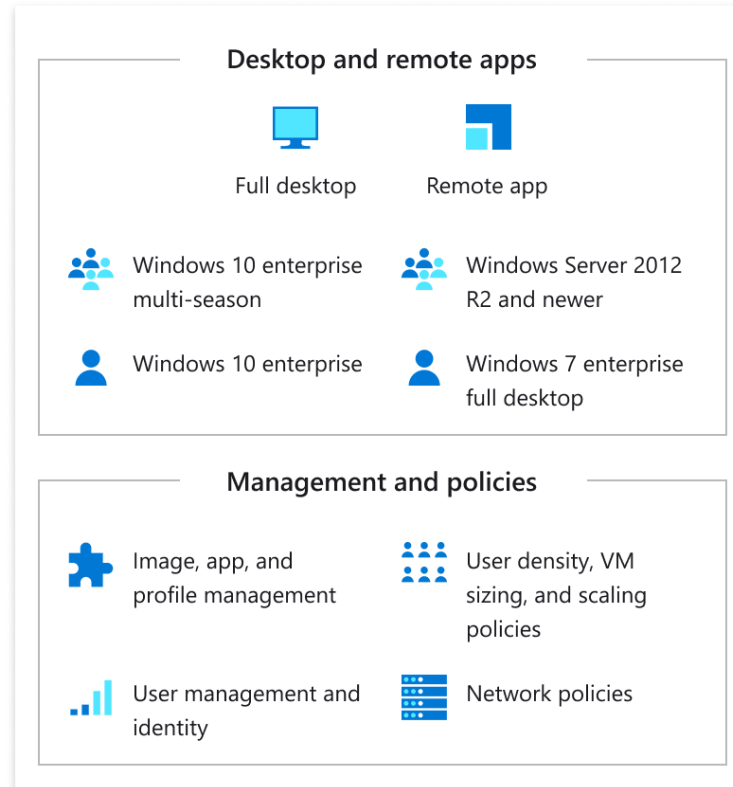 Desktop and remote apps
Full desktop
Remote app
Windows 10 enterprise
multi-season
Windows Server 2012
R2 and newer
Windows 10 enterprise
Windows 7 enterprise
full desktop
Management and policies
Image, app, and
profile management
User density, VM
sizing, and scaling
policies
User management and
identity
Network policies